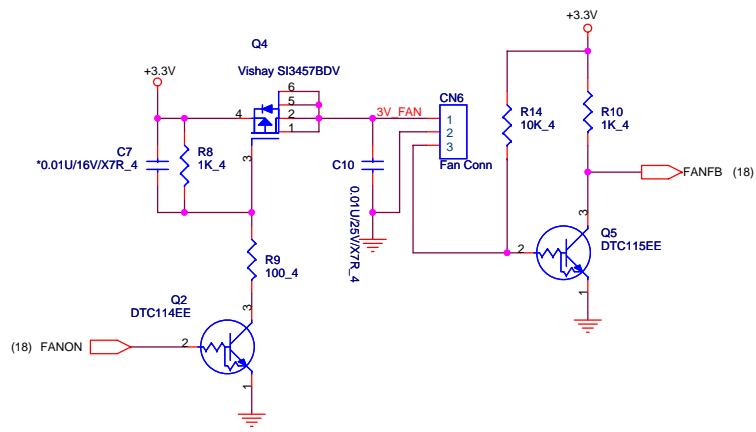 Q4
Vishay SI3457BDV
+3.3V
+3.3V
6
5
2
1
4
3
3V_FAN
CN6
1
2
3
Fan Conn
R14
10K_4
R10
1K_4
C7
*0.01U/16V/X7R_4
R8
1K_4
C10
0.01U/25V/X7R_4
FANFB (18)
3
Q5
DTC115EE
2
1
R9
100_4
Q2
DTC114EE
3
(18) FANON
2
1